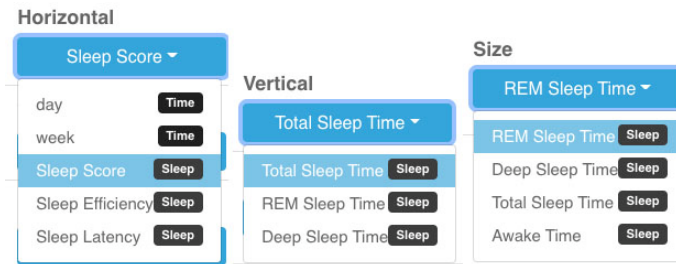 Horizontal
Sleep Score
day Time
week Time
Sleep Score Sleep
Sleep Efficiency Sleep
Sleep Latency Sleep
Vertical
Total Sleep Time
Total Sleep Time Sleep
REM Sleep Time Sleep
Deep Sleep Time Sleep
Size
REM Sleep Time
REM Sleep Time Sleep
Deep Sleep Time Sleep
Total Sleep Time Sleep
Awake Time Sleep